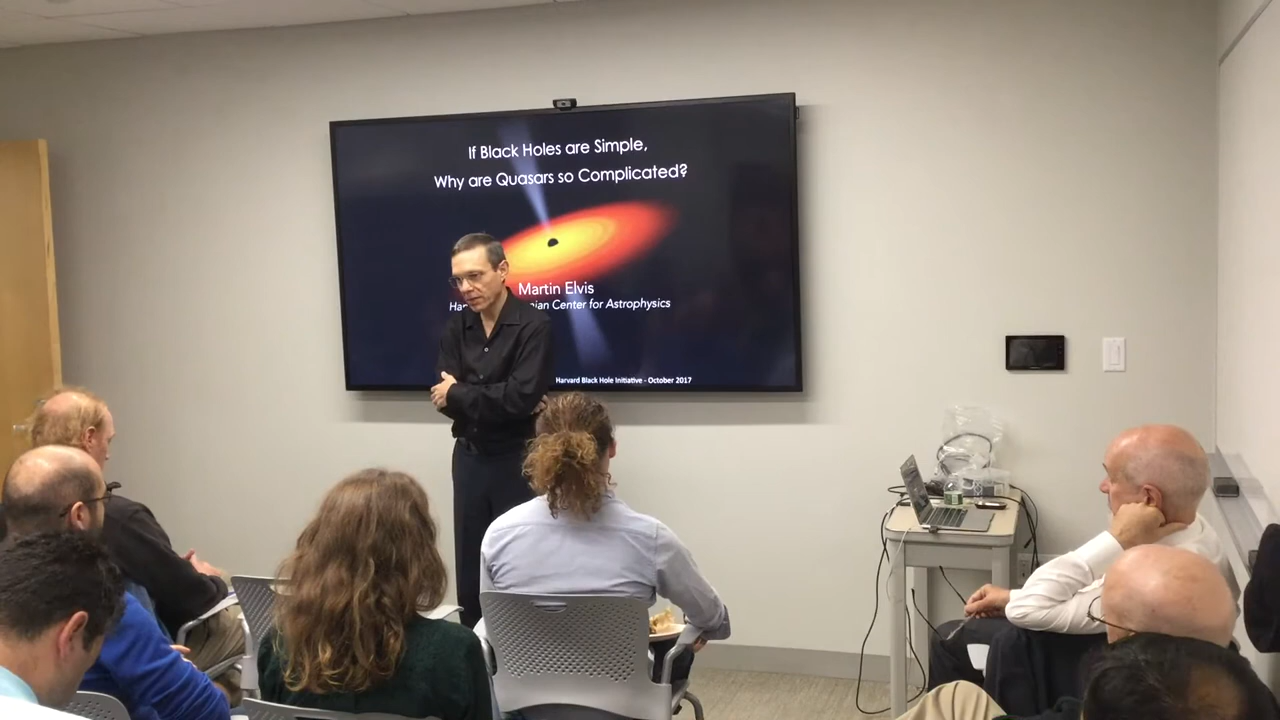 If Black Holes are Simple,
Why are Quasars so Complicated?
Martin Elvis
Center for Astrophysics
Harvard Black Hole Initiative - October 2017